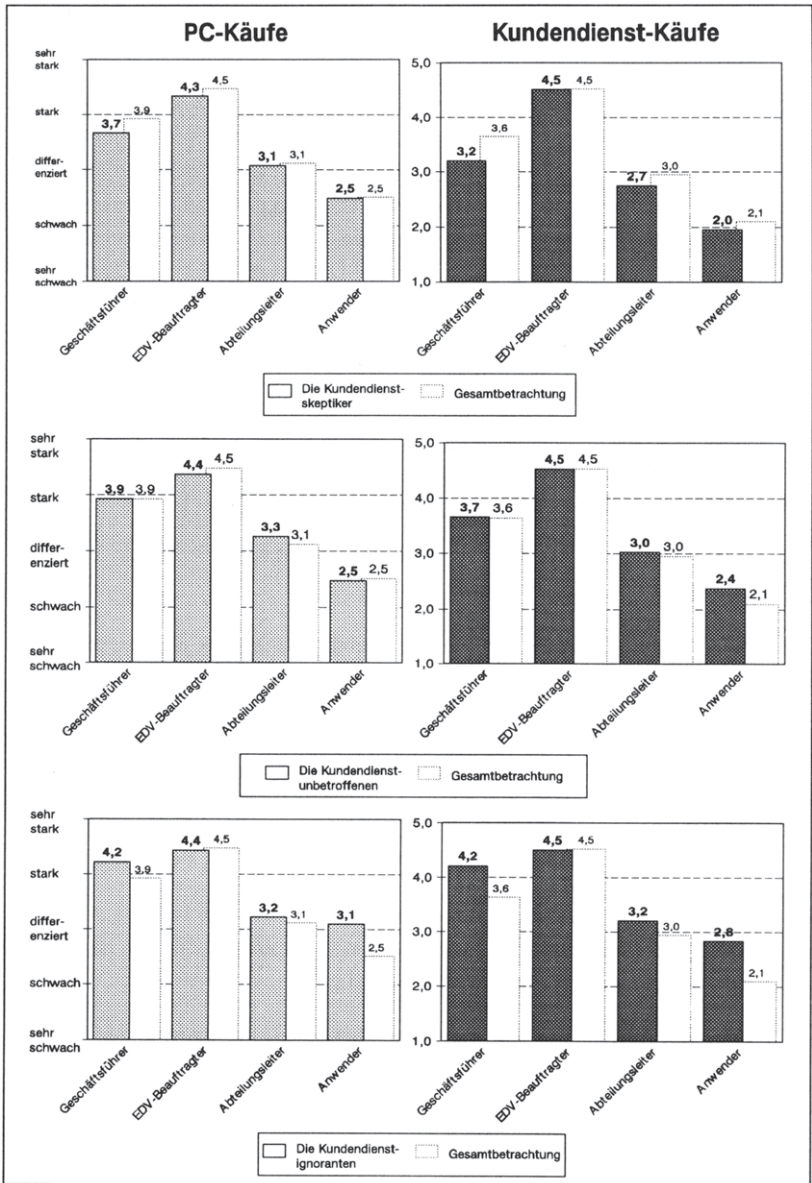 PC-Käufe
Kundendienst-Käufe
sehr
stark
stark
differ-
enziert
schwach
sehr
schwach
3,7
3,9
4,3
4,5
3,1
3,1
2,5
2,5
Geschäftsführer
EDV-Beauftragter
Abteilungsleiter
Anwender
5,0
4,0
3,0
2,0
1,0
3,2
3,6
4,5
4,5
2,7
3,0
2,0
2,1
Geschäftsführer
EDV-Beauftragter
Abteilungsleiter
Anwender
Die Kundendienst-
skeptiker
Gesamtbetrachtung
sehr
stark
stark
differ-
enziert
schwach
sehr
schwach
3,9
3,9
4,4
4,5
3,3
3,1
2,5
2,5
Geschäftsführer
EDV-Beauftragter
Abteilungsleiter
Anwender
5,0
4,0
3,0
2,0
1,0
3,7
3,6
4,5
4,5
3,0
3,0
2,4
2,1
Geschäftsführer
EDV-Beauftragter
Abteilungsleiter
Anwender
Die Kundendienst-
unbetroffenen
Gesamtbetrachtung
sehr
stark
stark
differ-
enziert
schwach
sehr
schwach
4,2
3,9
4,4
4,5
3,2
3,1
3,1
2,5
Geschäftsführer
EDV-Beauftragter
Abteilungsleiter
Anwender
5,0
4,0
3,0
2,0
1,0
4,2
3,6
4,5
4,5
3,2
3,0
2,8
2,1
Geschäftsführer
EDV-Beauftragter
Abteilungsleiter
Anwender
Die Kundendienst-
ignoranten
Gesamtbetrachtung